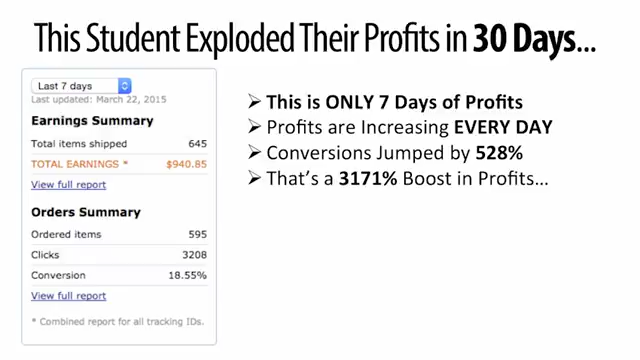 This Student Exploded Their Profits in 30 Days...
Last 7 days
Last updated: March 22, 2015
Earnings Summary
Total items shipped 645
TOTAL EARNINGS * $940.85
View full report
Orders Summary
Ordered items 595
Clicks 3208
Conversion 18.55%
View full report
* Combined report for all tracking IDs.
➢ This is ONLY 7 Days of Profits
➢ Profits are Increasing EVERY DAY
➢ Conversions Jumped by 528%
➢ That's a 3171% Boost in Profits...